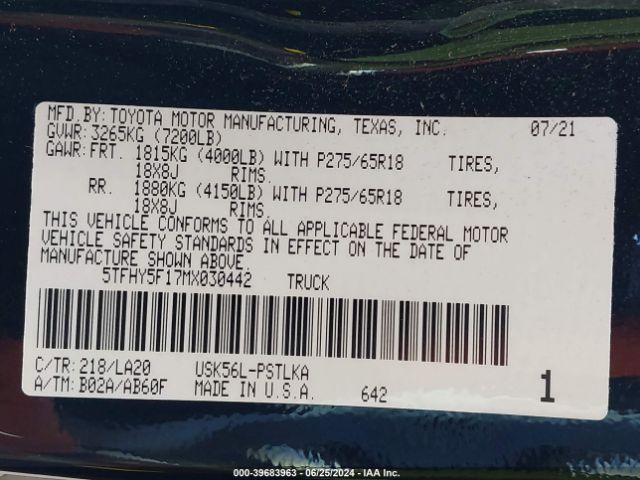 MFD.BY: TOYOTA MOTOR MANUFACTURING, TEXAS, INC. 07/21
GVWR: 3265KG (7200LB)
GAWR: FRT. 1815KG (4000LB) WITH P275/65R18 TIRES,
18X8J RIMS.
RR. 1880KG (4150LB) WITH P275/65R18 TIRES,
18X8J RIMS.
THIS VEHICLE CONFORMS TO ALL APPLICABLE FEDERAL MOTOR
VEHICLE SAFETY STANDARDS IN EFFECT ON THE DATE OF
MANUFACTURE SHOWN ABOVE.
5TFHY5F17MX030442 TRUCK
C/TR: 218/LA20 USK56L-PSTLKA
A/TM: B02A/AB60F MADE IN U.S.A. 642 1
000-39683963 - 06/25/2024 - IAA Inc.